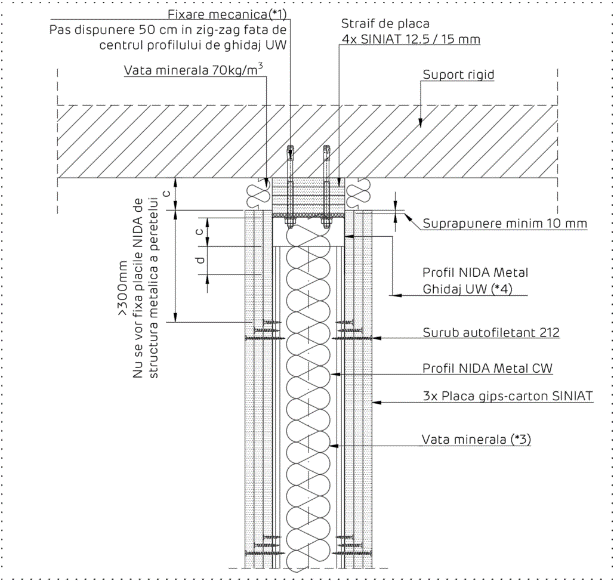 Fixare mecanica(*1)
Pas dispunere 50 cm in zig-zag fata de
centrul profilului de ghidaj UW
Vata minerala 70kg/m³
Straif de placa
4x SINIAT 12.5 / 15 mm
Suport rigid
c
c
d
>300mm
Nu se vor fixa placile NIDA de
structura metalica a peretelui
Suprapunere minim 10 mm
Profil NIDA Metal
Ghidaj UW (*4)
Surub autofiletant 212
Profil NIDA Metal CW
3x Placa gips-carton SINIAT
Vata minerala (*3)